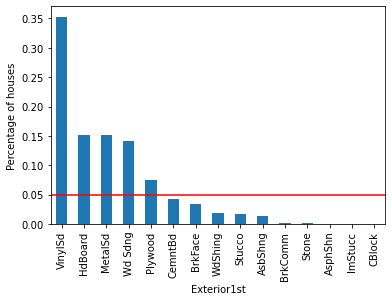 Percentage of houses
0.35
0.30
0.25
0.20
0.15
0.10
0.05
0.00
VinylSd
HdBoard
MetalSd
Wd Sdng
Plywood
CemntBd
BrkFace
WdShing
Stucco
AsbShng
BrkComm
Stone
AsphShn
ImStucc
CBlock
Exterior1st